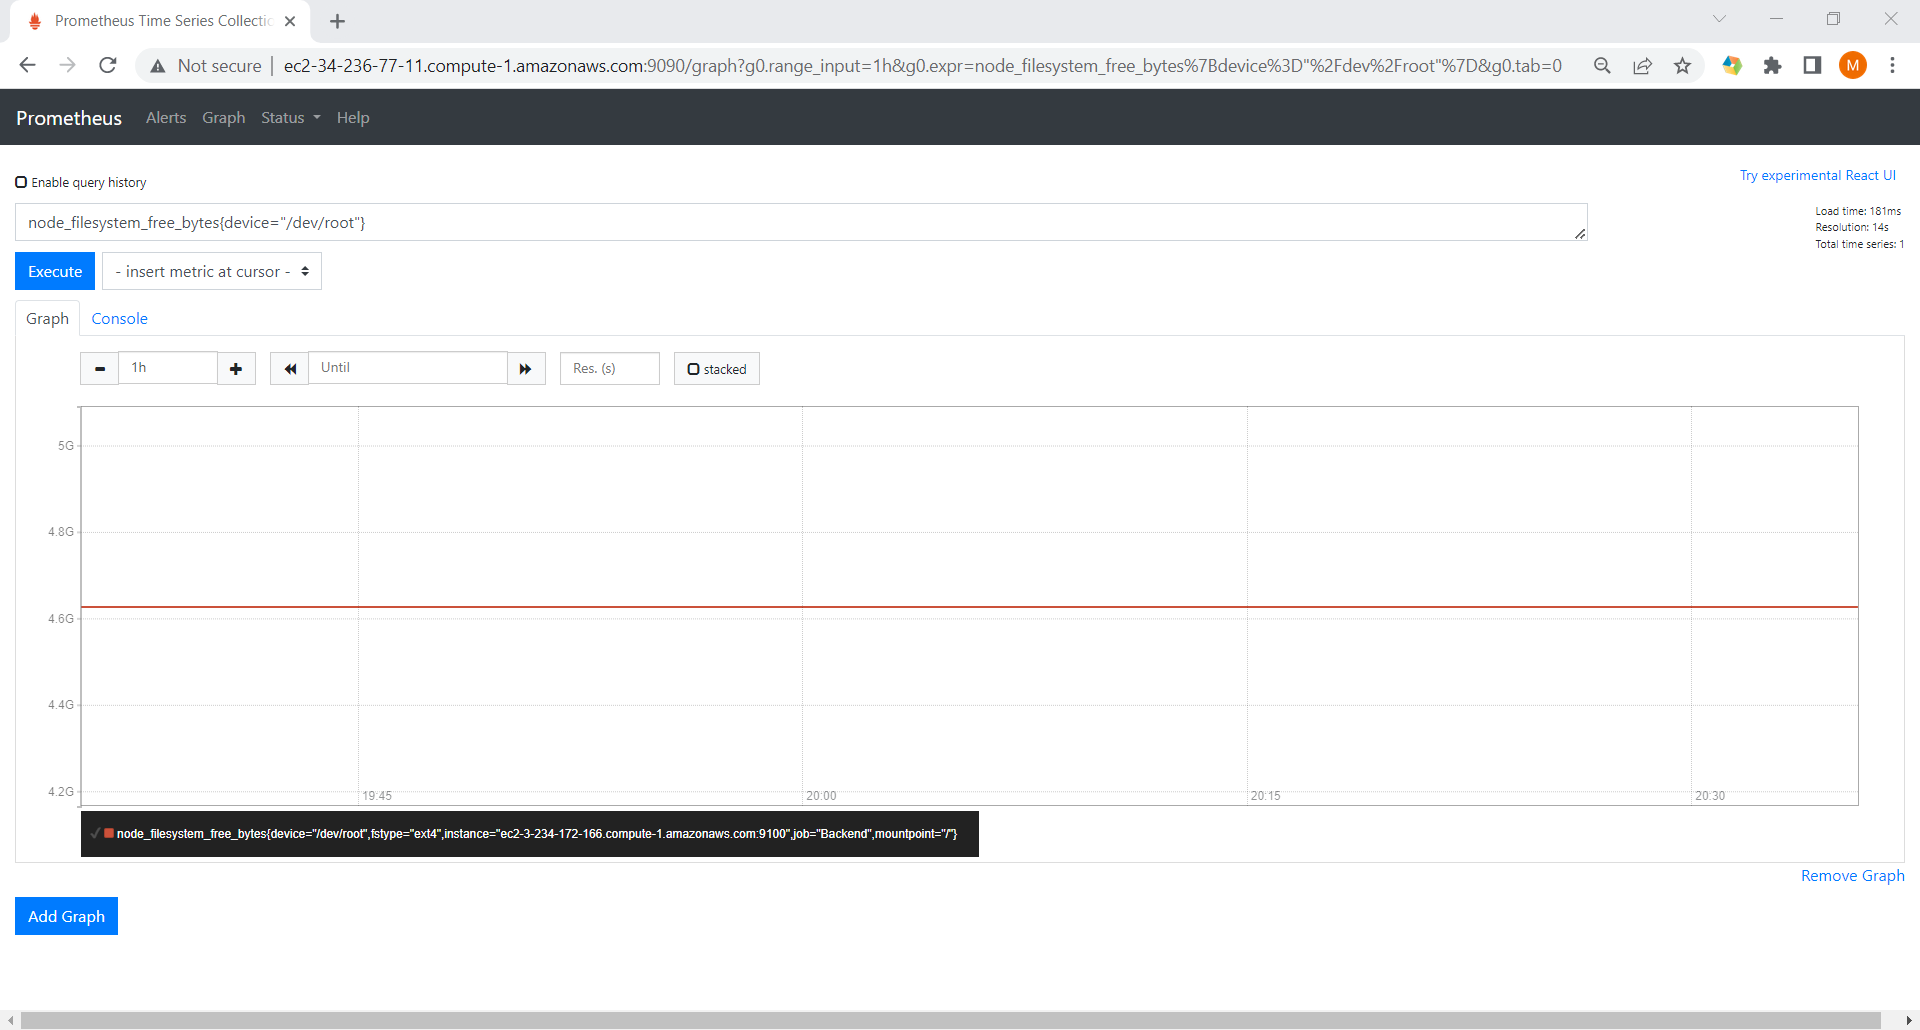 Prometheus Time Series Collectio
Not secure
ec2-34-236-77-11.compute-1.amazonaws.com:9090/graph?g0.range_input=1h&g0.expr=node_filesystem_free_bytes%7Bdevice%3D"%2Fdev%2Froot"%7D&g0.tab=0
M
Prometheus Alerts Graph Status Help
Enable query history
Try experimental React UI
node_filesystem_free_bytes{device="/dev/root"}
Load time: 181ms
Resolution: 14s
Total time series: 1
Execute
- insert metric at cursor -
Graph Console
1h
Until
Res. (s)
stacked
5G
4.8G
4.6G
4.4G
4.2G
19:45 20:00 20:15 20:30
node_filesystem_free_bytes{device="/dev/root",fstype="ext4",instance="ec2-3-234-172-166.compute-1.amazonaws.com:9100",job="Backend",mountpoint="/"}
Remove Graph
Add Graph